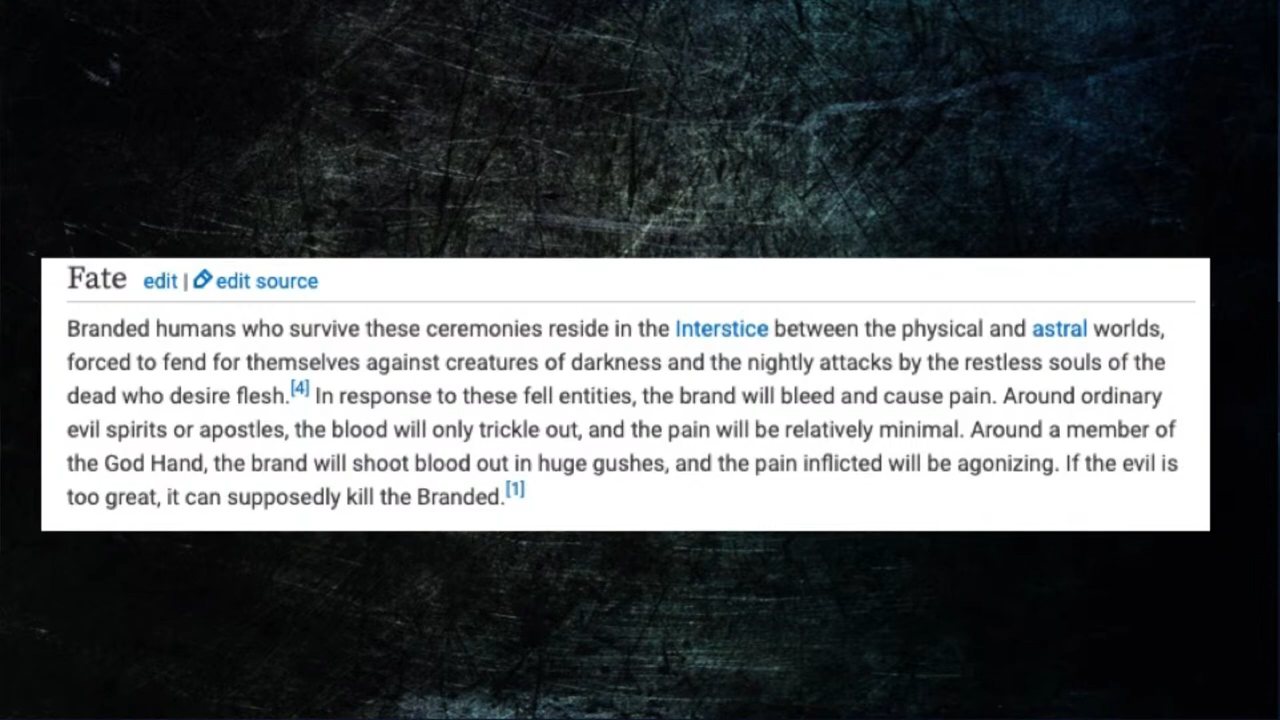 Fate edit | edit source
Branded humans who survive these ceremonies reside in the Interstice between the physical and astral worlds,
forced to fend for themselves against creatures of darkness and the nightly attacks by the restless souls of the
dead who desire flesh.[4] In response to these fell entities, the brand will bleed and cause pain. Around ordinary
evil spirits or apostles, the blood will only trickle out, and the pain will be relatively minimal. Around a member of
the God Hand, the brand will shoot blood out in huge gushes, and the pain inflicted will be agonizing. If the evil is
too great, it can supposedly kill the Branded.[1]